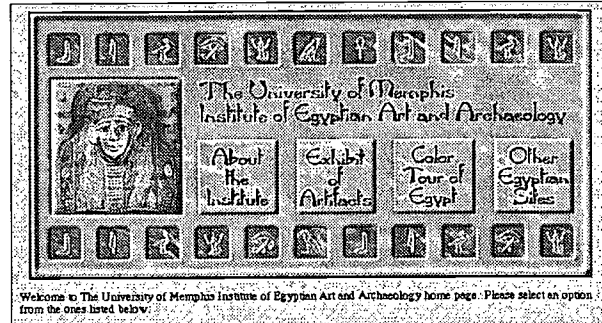 The University of Memphis
Institute of Egyptian Art and Archaeology
About
the
Institute
Exhibit
of
Artifacts
Color
Tour of
Egypt
Other
Egyptian
Sites
Welcome to The University of Memphis Institute of Egyptian Art and Archaeology home page. Please select an option
from the ones listed below: